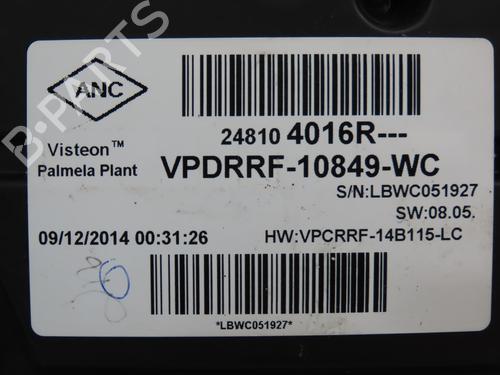 ANC
Visteon™
Palmela Plant
24810 4016R---
VPDRRF-10849-WC
S/N:LBWC051927
SW:08.05.
09/12/2014 00:31:26
HW:VPCRRF-14B115-LC
*LBWC051927*
B-PARTS